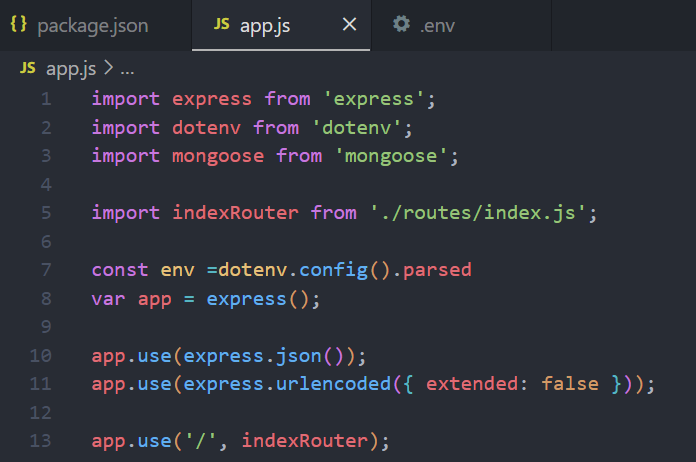 {} package.json JS app.js × .env
JS app.js > ...
1 import express from 'express';
2 import dotenv from 'dotenv';
3 import mongoose from 'mongoose';
4
5 import indexRouter from './routes/index.js';
6
7 const env =dotenv.config().parsed
8 var app = express();
9
10 app.use(express.json());
11 app.use(express.urlencoded({ extended: false }));
12
13 app.use('/', indexRouter);